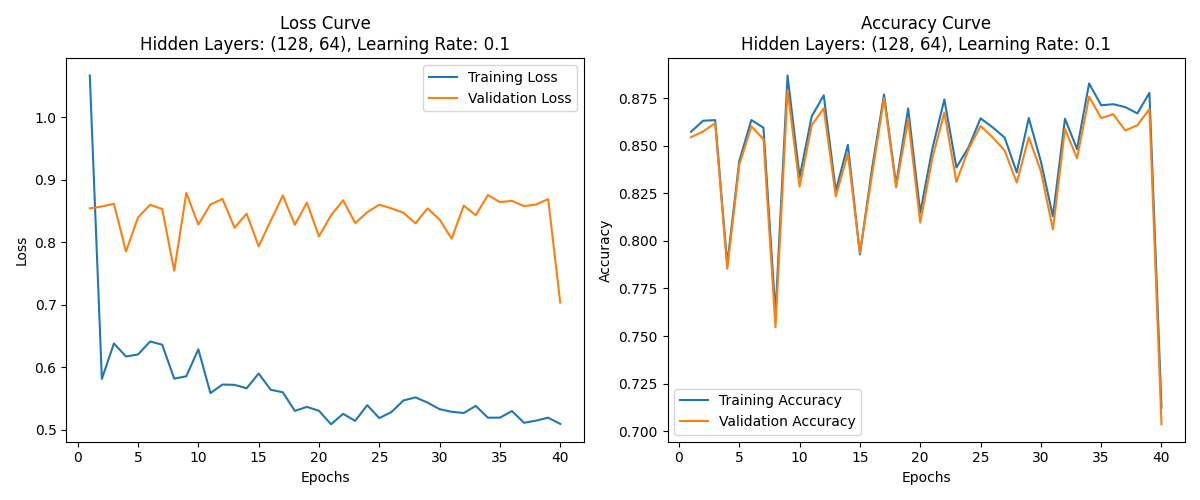 Loss Curve
Hidden Layers: (128, 64), Learning Rate: 0.1
Training Loss
Validation Loss
1.0
0.9
0.8
0.7
0.6
0.5
Loss
0 5 10 15 20 25 30 35 40
Epochs
Accuracy Curve
Hidden Layers: (128, 64), Learning Rate: 0.1
0.875
0.850
0.825
0.800
0.775
0.750
0.725
0.700
Accuracy
Training Accuracy
Validation Accuracy
0 5 10 15 20 25 30 35 40
Epochs